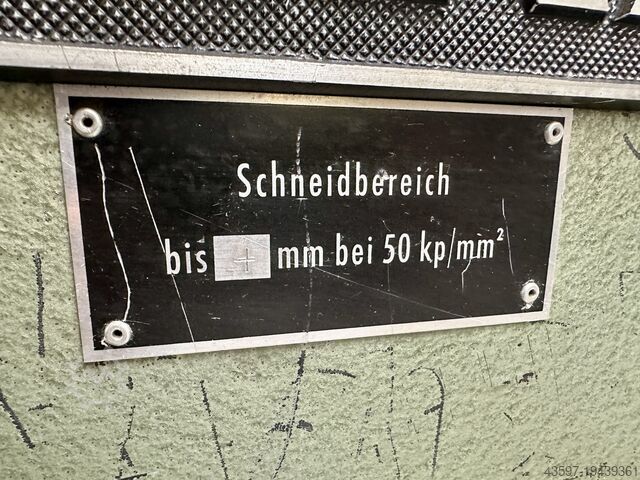 Schneidbereich
bis mm bei 50 kp/mm²
43597-19439361